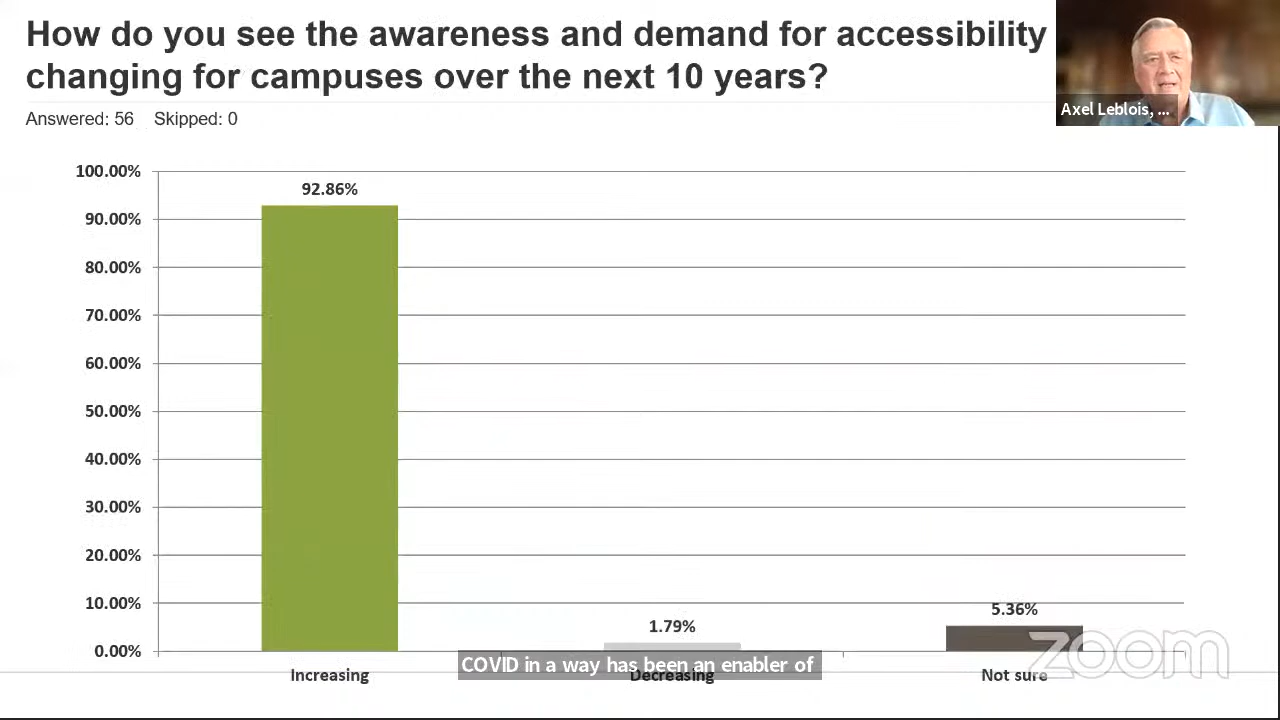 How do you see the awareness and demand for accessibility
changing for campuses over the next 10 years?
Answered: 56 Skipped: 0
Axel Leblois, ...
100.00%
90.00%
80.00%
70.00%
60.00%
50.00%
40.00%
30.00%
20.00%
10.00%
0.00%
92.86%
1.79%
5.36%
Increasing
Decreasing
Not sure
COVID in a way has been an enabler of
zoom